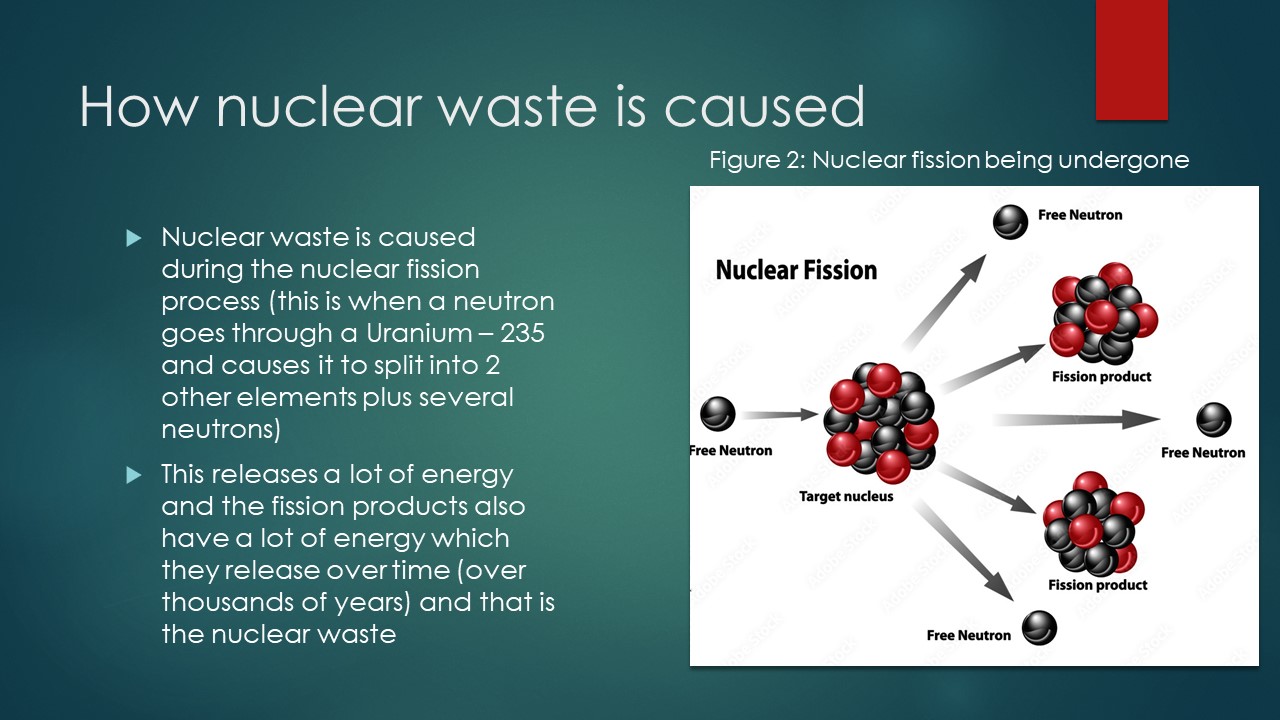 How nuclear waste is caused
Figure 2: Nuclear fission being undergone
Nuclear waste is caused
during the nuclear fission
process (this is when a neutron
goes through a Uranium – 235
and causes it to split into 2
other elements plus several
neutrons)
This releases a lot of energy
and the fission products also
have a lot of energy which
they release over time (over
thousands of years) and that is
the nuclear waste
Nuclear Fission
Free Neutron
Fission product
Free Neutron
Target nucleus
Free Neutron
Fission product
Free Neutron